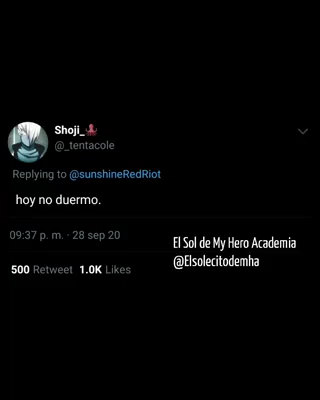 Shoji_🐙
@_tentacole
Replying to @sunshineRedRiot
hoy no duermo.
09:37 p. m. · 28 sep 20
El Sol de My Hero Academia
@Elsolecitodemha
500 Retweet 1.0K Likes